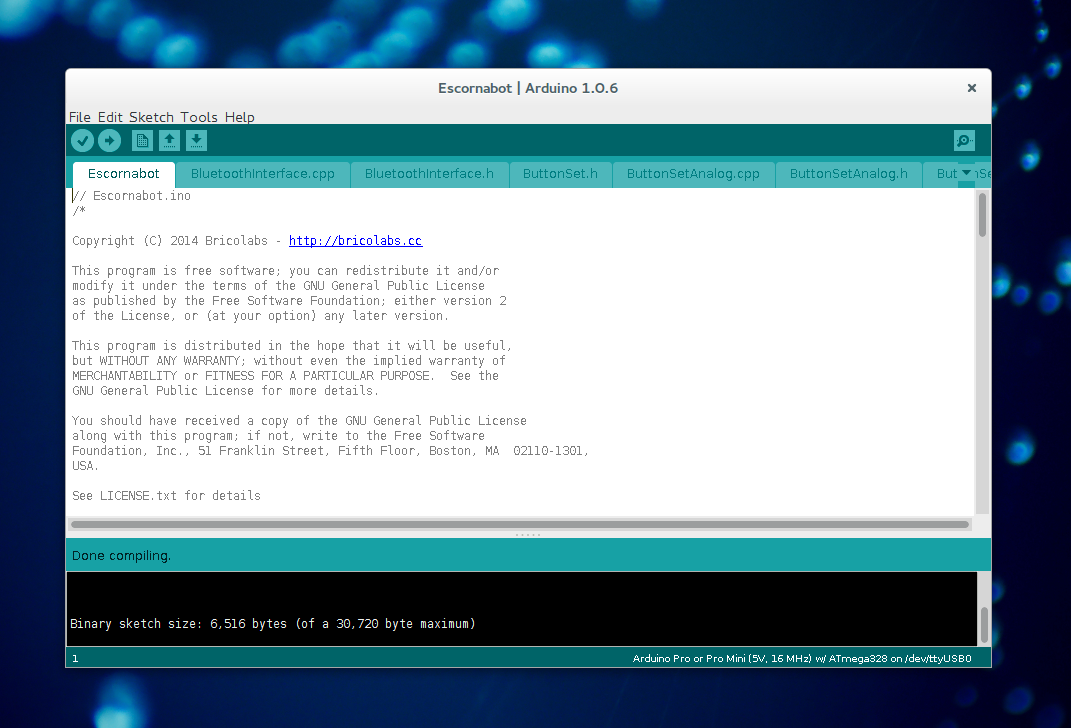 Escornabot | Arduino 1.0.6
File Edit Sketch Tools Help
Escornabot BluetoothInterface.cpp BluetoothInterface.h ButtonSet.h ButtonSetAnalog.cpp ButtonSetAnalog.h
// Escornabot.ino
/*
Copyright (C) 2014 Bricolabs - http://bricolabs.cc
This program is free software; you can redistribute it and/or
modify it under the terms of the GNU General Public License
as published by the Free Software Foundation; either version 2
of the License, or (at your option) any later version.
This program is distributed in the hope that it will be useful,
but WITHOUT ANY WARRANTY; without even the implied warranty of
MERCHANTABILITY or FITNESS FOR A PARTICULAR PURPOSE.  See the
GNU General Public License for more details.
You should have received a copy of the GNU General Public License
along with this program; if not, write to the Free Software
Foundation, Inc., 51 Franklin Street, Fifth Floor, Boston, MA  02110-1301,
USA.
See LICENSE.txt for details
Done compiling.
Binary sketch size: 6,516 bytes (of a 30,720 byte maximum)
1 Arduino Pro or Pro Mini (5V, 16 MHz) w/ ATmega328 on /dev/ttyUSB0